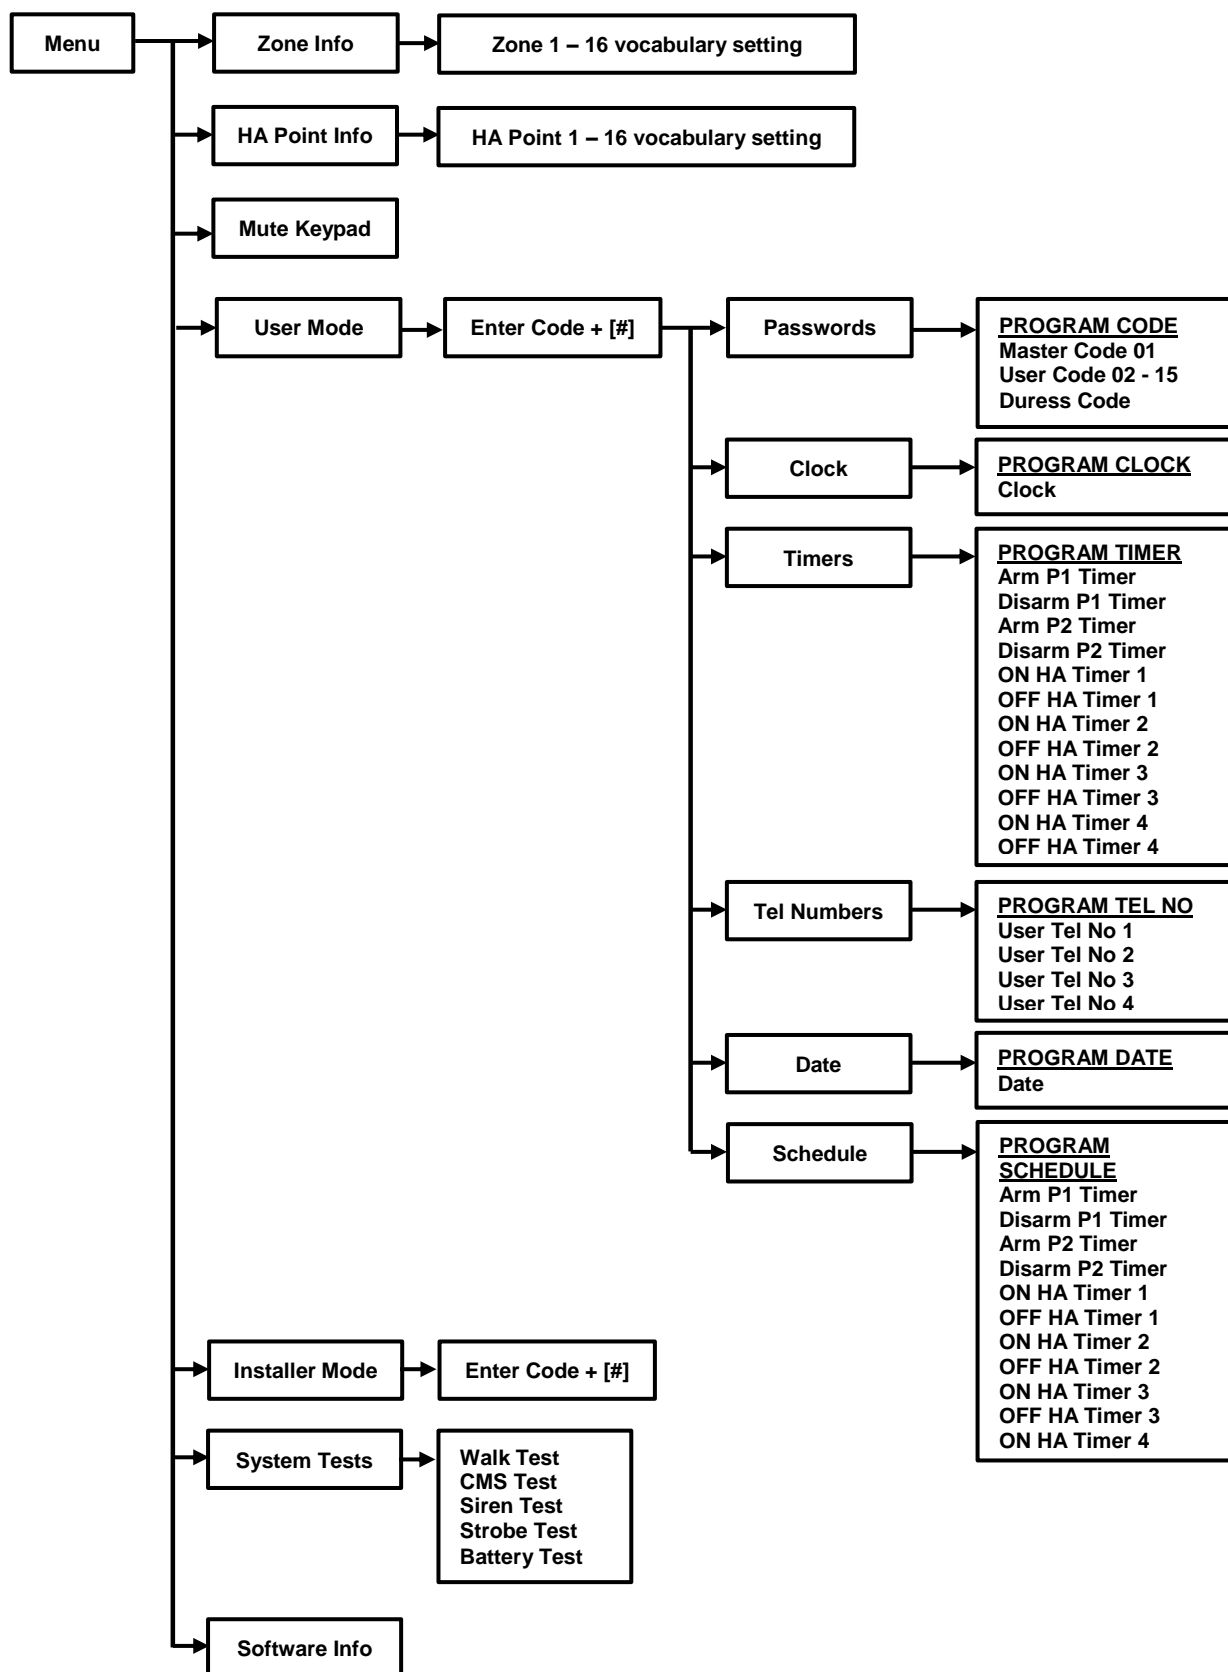 Menu
Zone Info
Zone 1 – 16 vocabulary setting
HA Point Info
HA Point 1 – 16 vocabulary setting
Mute Keypad
User Mode
Enter Code + [#]
Passwords
PROGRAM CODE
Master Code 01
User Code 02 - 15
Duress Code
Clock
PROGRAM CLOCK
Clock
Timers
PROGRAM TIMER
Arm P1 Timer
Disarm P1 Timer
Arm P2 Timer
Disarm P2 Timer
ON HA Timer 1
OFF HA Timer 1
ON HA Timer 2
OFF HA Timer 2
ON HA Timer 3
OFF HA Timer 3
ON HA Timer 4
OFF HA Timer 4
Tel Numbers
PROGRAM TEL NO
User Tel No 1
User Tel No 2
User Tel No 3
User Tel No 4
Date
PROGRAM DATE
Date
Schedule
PROGRAM
SCHEDULE
Arm P1 Timer
Disarm P1 Timer
Arm P2 Timer
Disarm P2 Timer
ON HA Timer 1
OFF HA Timer 1
ON HA Timer 2
OFF HA Timer 2
ON HA Timer 3
OFF HA Timer 3
ON HA Timer 4
Installer Mode
Enter Code + [#]
System Tests
Walk Test
CMS Test
Siren Test
Strobe Test
Battery Test
Software Info